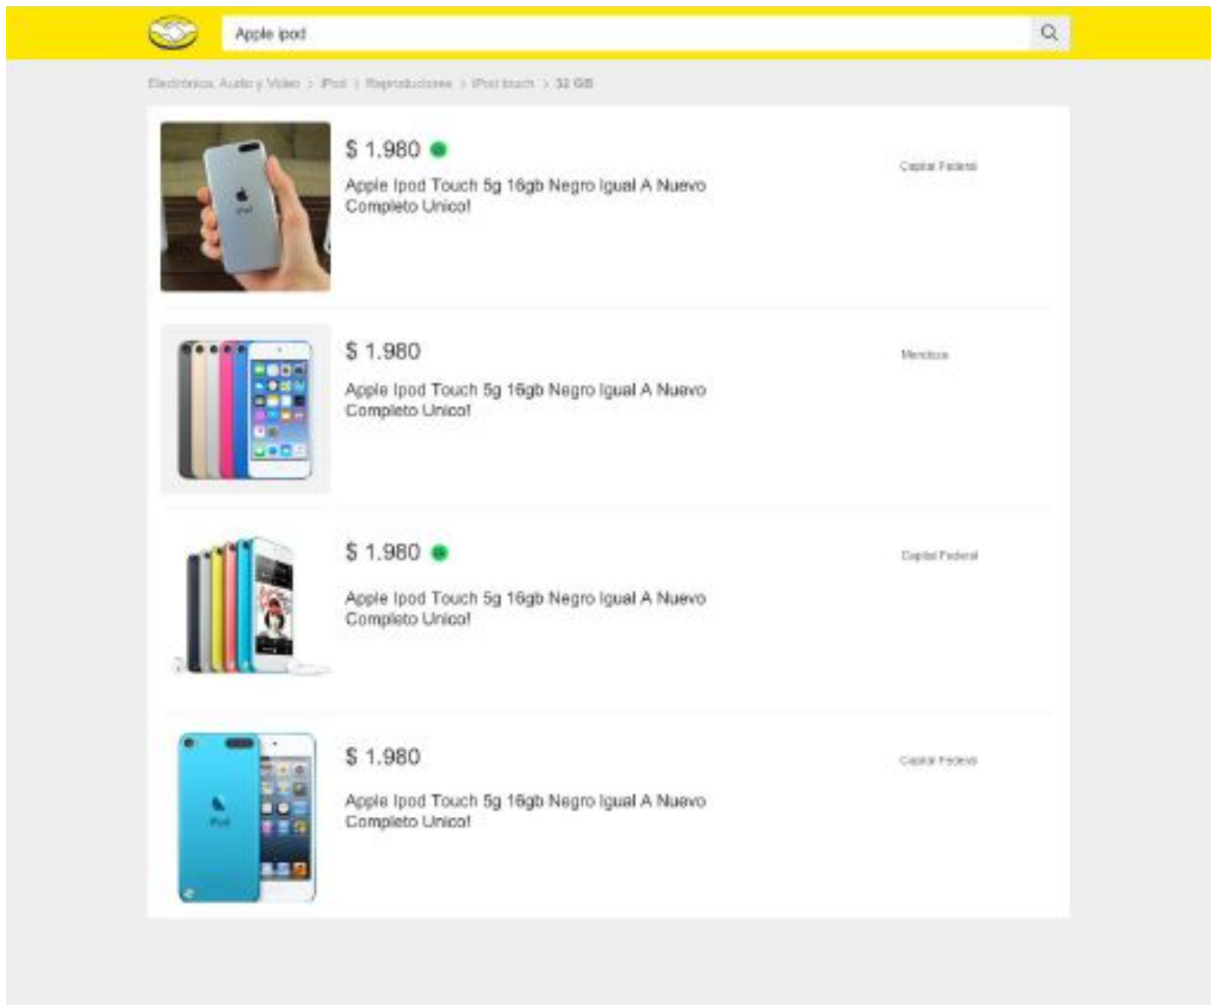 Apple ipod
Electrónica, Audio y Video > iPod > Reproductores > iPod touch > 32 GB
$ 1.980
Capital Federal
Apple Ipod Touch 5g 16gb Negro Igual A Nuevo
Completo Unico!
iPod
$ 1.980
Mendoza
Apple Ipod Touch 5g 16gb Negro Igual A Nuevo
Completo Unico!
$ 1.980
Capital Federal
Apple Ipod Touch 5g 16gb Negro Igual A Nuevo
Completo Unico!
$ 1.980
Capital Federal
Apple Ipod Touch 5g 16gb Negro Igual A Nuevo
Completo Unico!
iPod